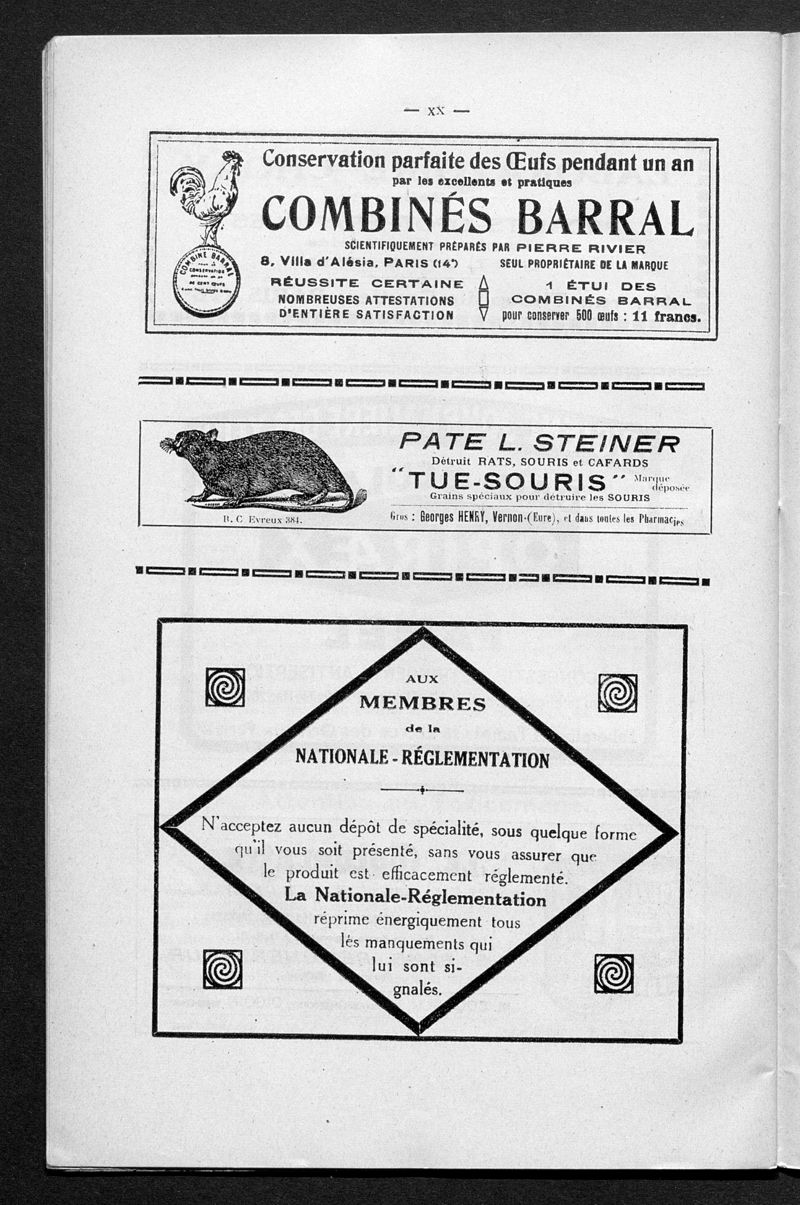 — XX —
Conservation parfaite des Œufs pendant un an
par les excellents et pratiques
COMBINÉS BARRAL
SCIENTIFIQUEMENT PRÉPARÉS PAR PIERRE RIVIER
8, Villa d'Alésia, PARIS (14°) SEUL PROPRIÉTAIRE DE LA MARQUE
COMBINÉ BARRAL
CONSERVATION
RÉUSSITE CERTAINE
NOMBREUSES ATTESTATIONS
D'ENTIÈRE SATISFACTION
1 ÉTUI DES
COMBINÉS BARRAL
pour conserver 500 œufs : 11 francs.
R. C. Evreux 384.
PATE L. STEINER
Détruit RATS, SOURIS et CAFARDS
"TUE-SOURIS" Marque déposée
Grains spéciaux pour détruire les SOURIS
Gros : Georges HENRY, Vernon-(Eure), et dans toutes les Pharmacies
AUX
MEMBRES
de la
NATIONALE-RÉGLEMENTATION
N'acceptez aucun dépôt de spécialité, sous quelque forme
qu'il vous soit présenté, sans vous assurer que
le produit est efficacement réglementé.
La Nationale-Réglementation
réprime énergiquement tous
les manquements qui
lui sont si-
gnalés.